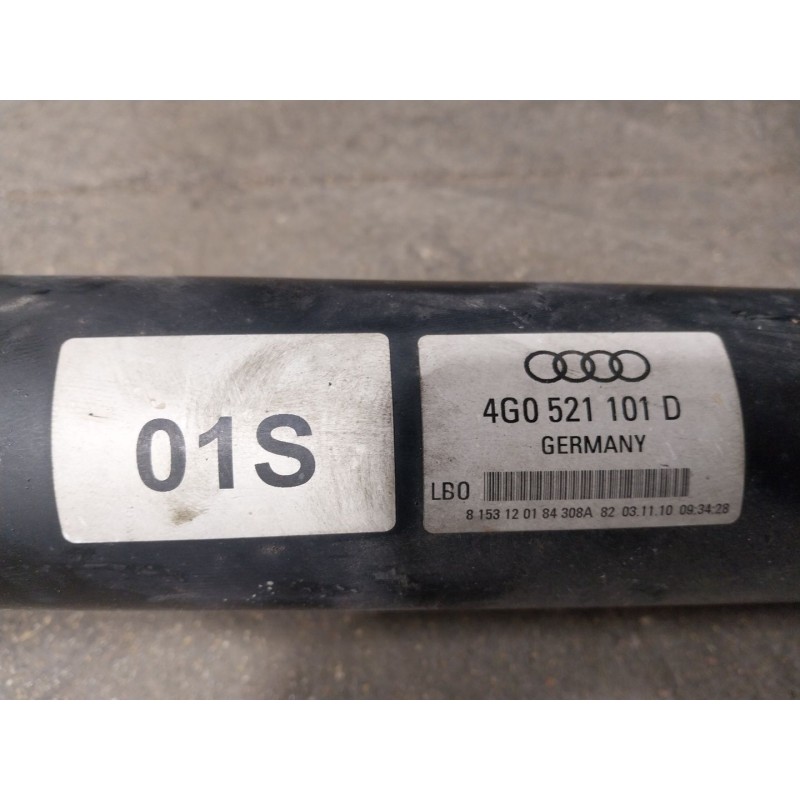 01S
4G0 521 101 D
GERMANY
LB0
8 153 12 01 84 308A 82 03.11.10 09:34:28